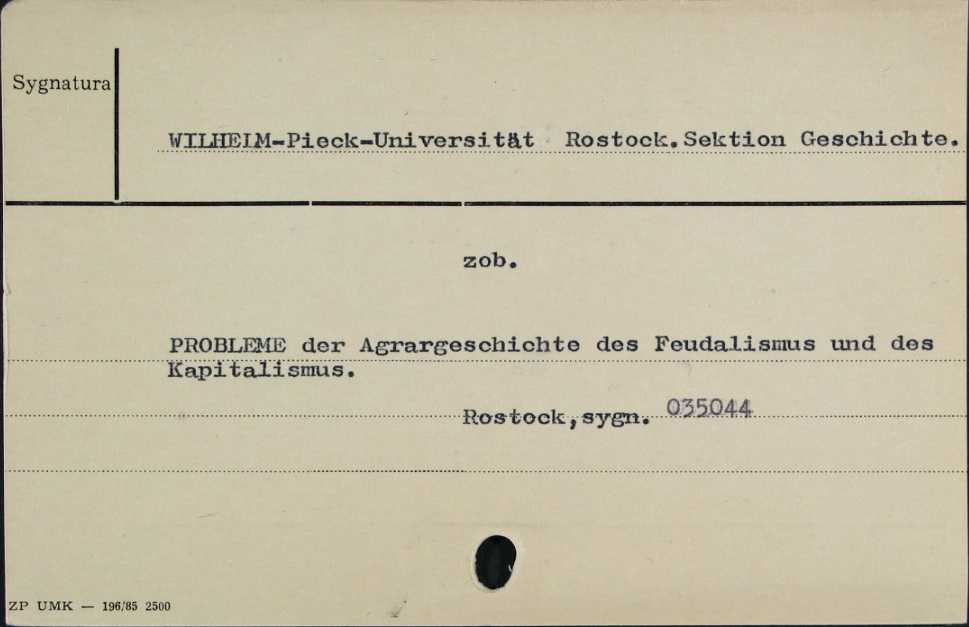 Sygnatura
WILHEIM-Pieck-Universität Rostock.Sektion Geschichte.
zob.
PROBLEME der Agrargeschichte des Feudalismus und des
Kapitalismus.
Rostock,sygn. 035044
ZP UMK — 196/85 2500